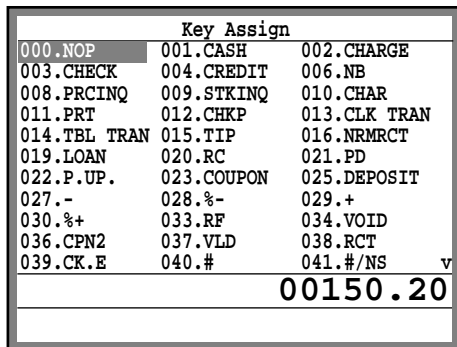 Key Assign
000.NOP 001.CASH 002.CHARGE
003.CHECK 004.CREDIT 006.NB
008.PRCINQ 009.STKINQ 010.CHAR
011.PRT 012.CHKP 013.CLK TRAN
014.TBL TRAN 015.TIP 016.NRMRCT
019.LOAN 020.RC 021.PD
022.P.UP. 023.COUPON 025.DEPOSIT
027.- 028.%- 029.+
030.%+ 033.RF 034.VOID
036.CPN2 037.VLD 038.RCT
039.CK.E 040.# 041.#/NS v
00150.20